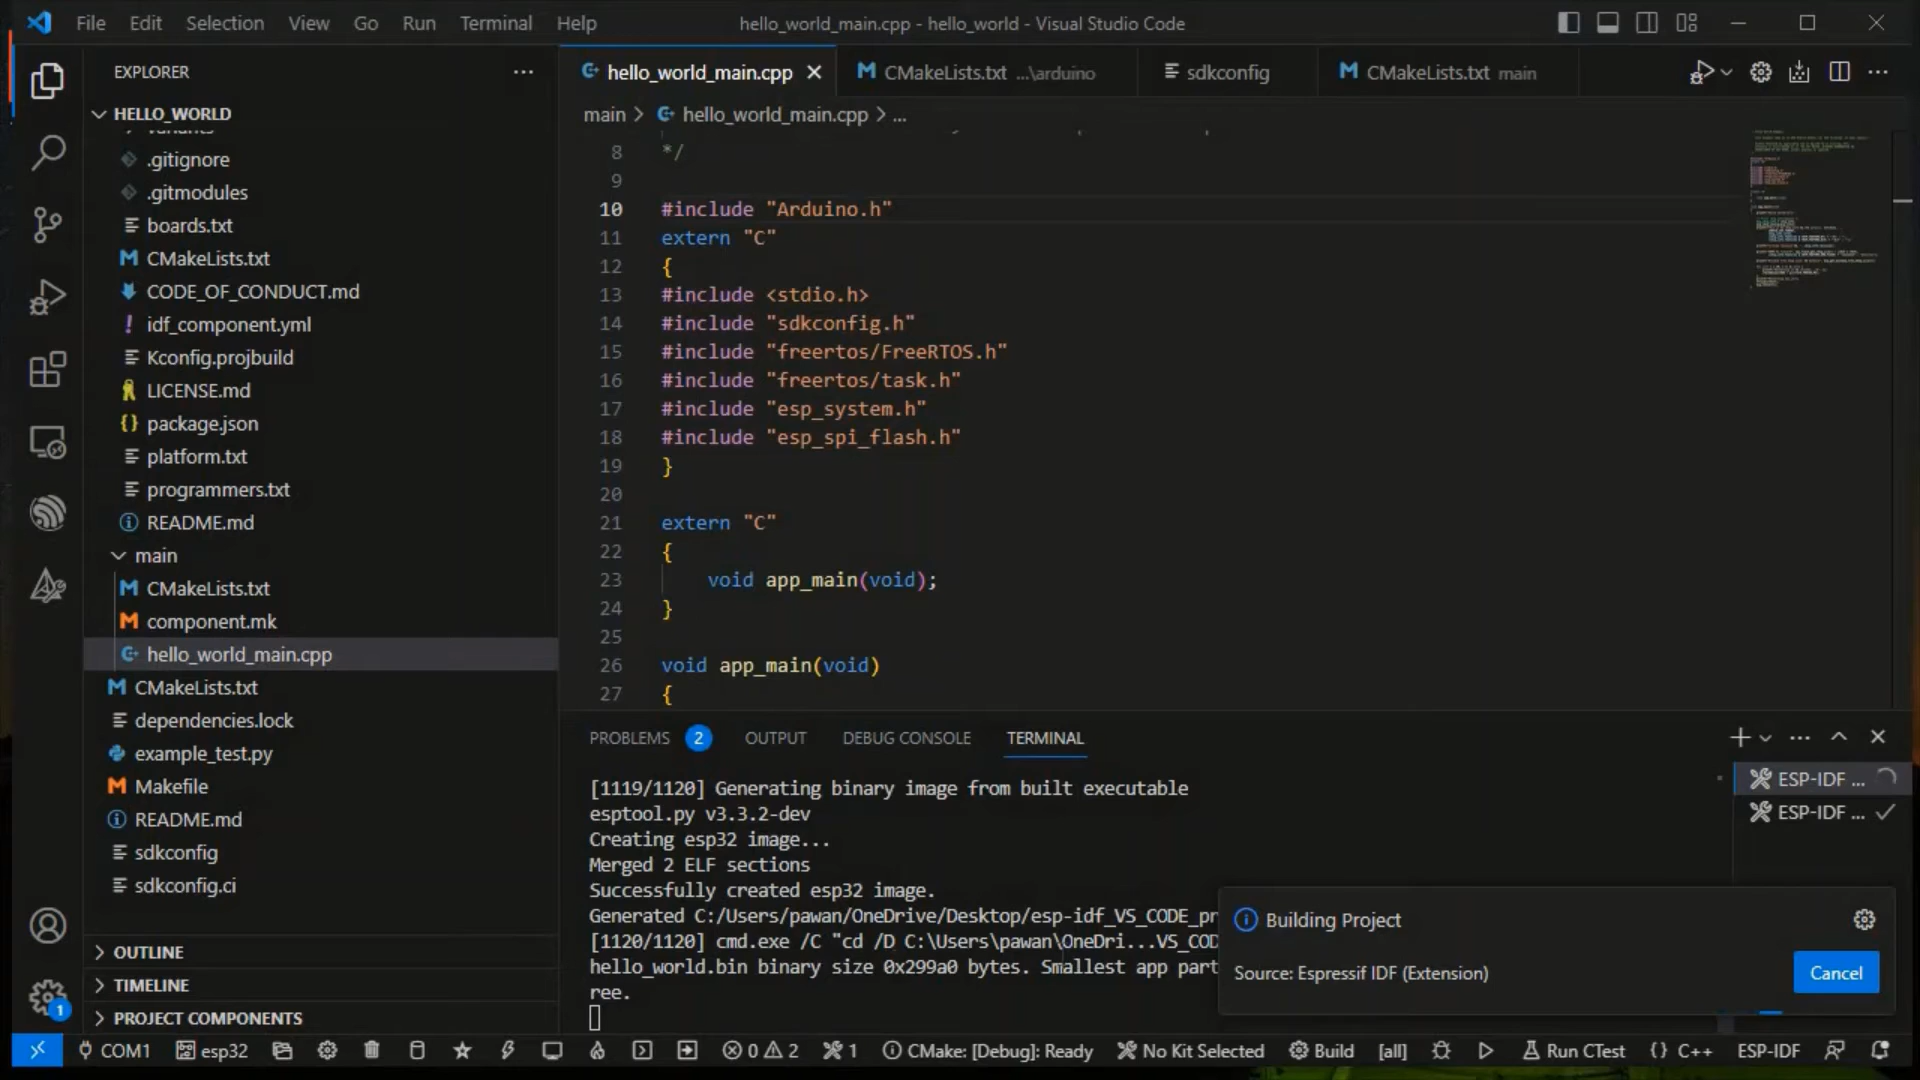 File Edit Selection View Go Run Terminal Help
hello_world_main.cpp - hello_world - Visual Studio Code
EXPLORER
HELLO_WORLD
variants
.gitignore
.gitmodules
boards.txt
CMakeLists.txt
CODE_OF_CONDUCT.md
idf_component.yml
Kconfig.projbuild
LICENSE.md
package.json
platform.txt
programmers.txt
README.md
main
CMakeLists.txt
component.mk
hello_world_main.cpp
CMakeLists.txt
dependencies.lock
example_test.py
Makefile
README.md
sdkconfig
sdkconfig.ci
OUTLINE
TIMELINE
PROJECT COMPONENTS
1
hello_world_main.cpp
CMakeLists.txt ...\arduino
sdkconfig
CMakeLists.txt main
main > hello_world_main.cpp > ...
8 */
9
10 #include "Arduino.h"
11 extern "C"
12 {
13 #include <stdio.h>
14 #include "sdkconfig.h"
15 #include "freertos/FreeRTOS.h"
16 #include "freertos/task.h"
17 #include "esp_system.h"
18 #include "esp_spi_flash.h"
19 }
20
21 extern "C"
22 {
23 void app_main(void);
24 }
25
26 void app_main(void)
27 {
PROBLEMS 2 OUTPUT DEBUG CONSOLE TERMINAL
[1119/1120] Generating binary image from built executable
esptool.py v3.3.2-dev
Creating esp32 image...
Merged 2 ELF sections
Successfully created esp32 image.
Generated C:/Users/pawan/OneDrive/Desktop/esp-idf_VS_CODE_pr
[1120/1120] cmd.exe /C "cd /D C:\Users\pawan\OneDri...VS_COD
hello_world.bin binary size 0x299a0 bytes. Smallest app part
ree.
ESP-IDF ...
ESP-IDF ...
Building Project
Source: Espressif IDF (Extension)
Cancel
COM1 esp32 0 2 1 CMake: [Debug]: Ready No Kit Selected Build [all] Run CTest {} C++ ESP-IDF